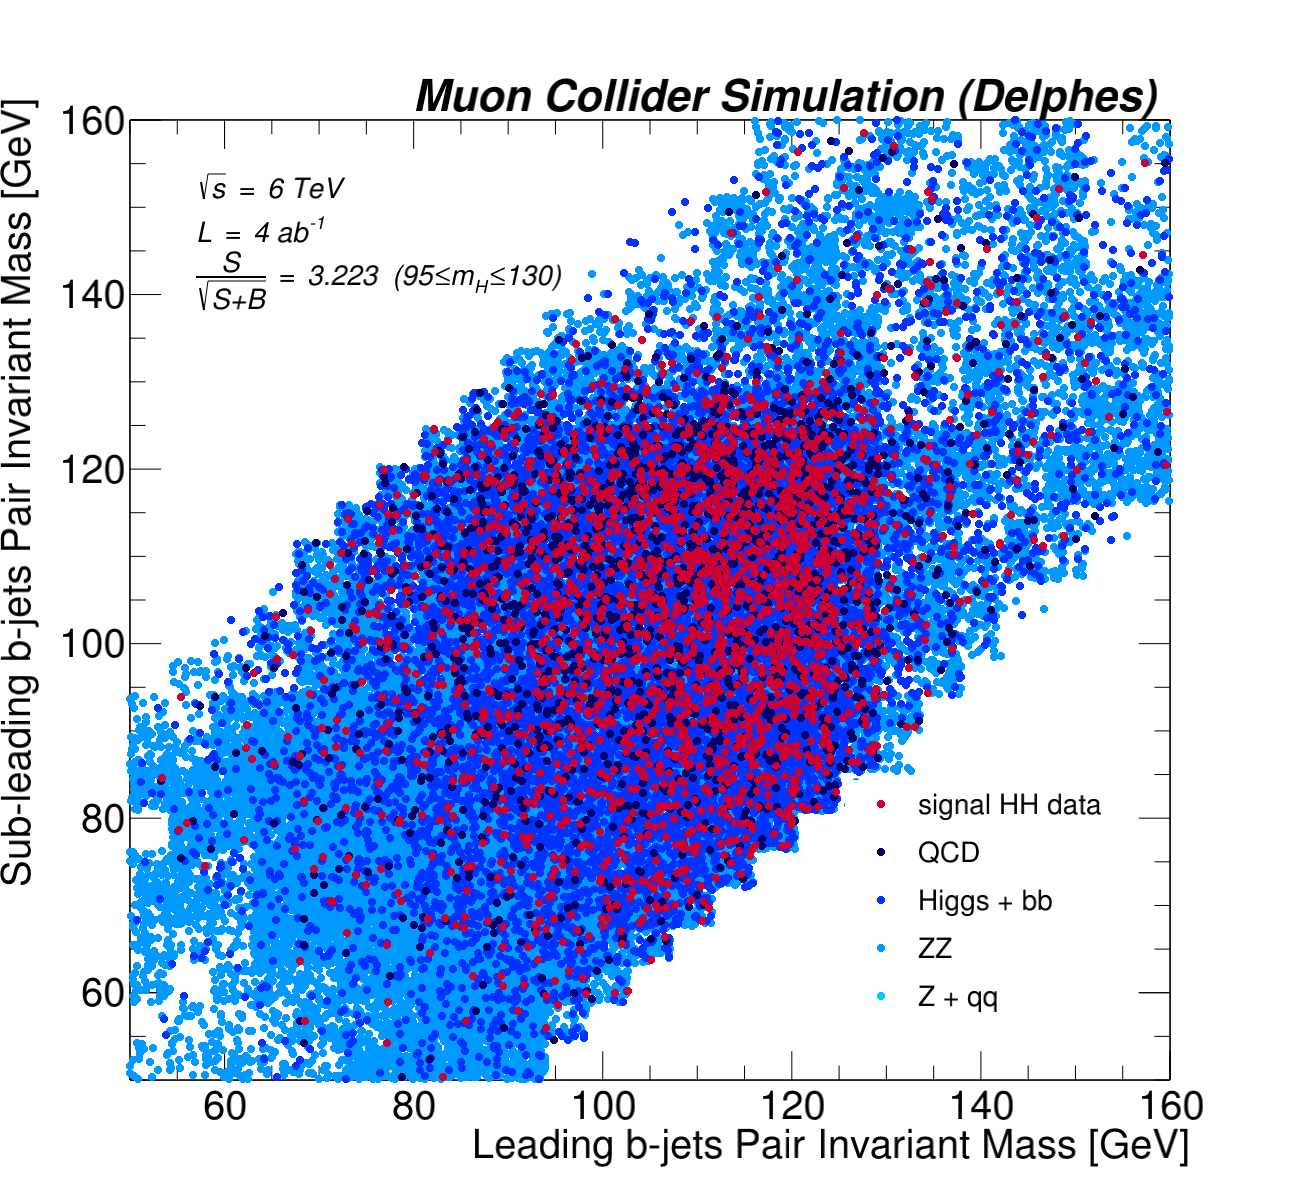 Muon Collider Simulation (Delphes)
√s = 6 TeV
L = 4 ab⁻¹
S/√S+B = 3.223 (95≤m_H≤130)
Sub-leading b-jets Pair Invariant Mass [GeV]
160
140
120
100
80
60
signal HH data
QCD
Higgs + bb
ZZ
Z + qq
60 80 100 120 140 160
Leading b-jets Pair Invariant Mass [GeV]